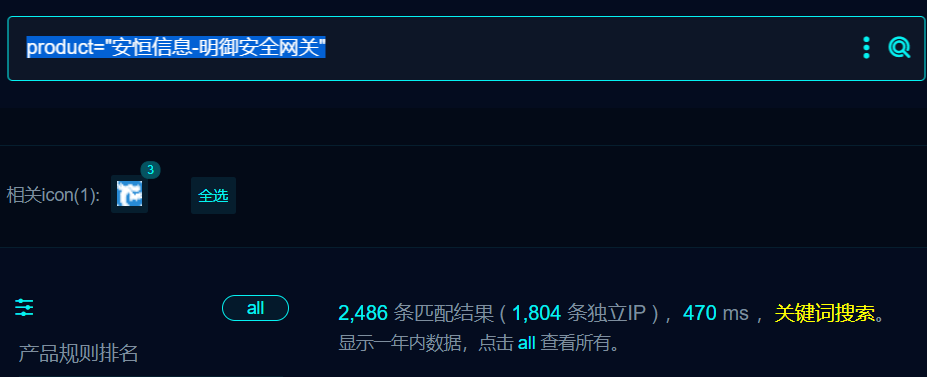 product="安恒信息-明御安全网关"
3
相关icon(1):
全选
all
2,486 条匹配结果 ( 1,804 条独立IP ) ，470 ms ，关键词搜索。
显示一年内数据，点击 all 查看所有。
产品规则排名